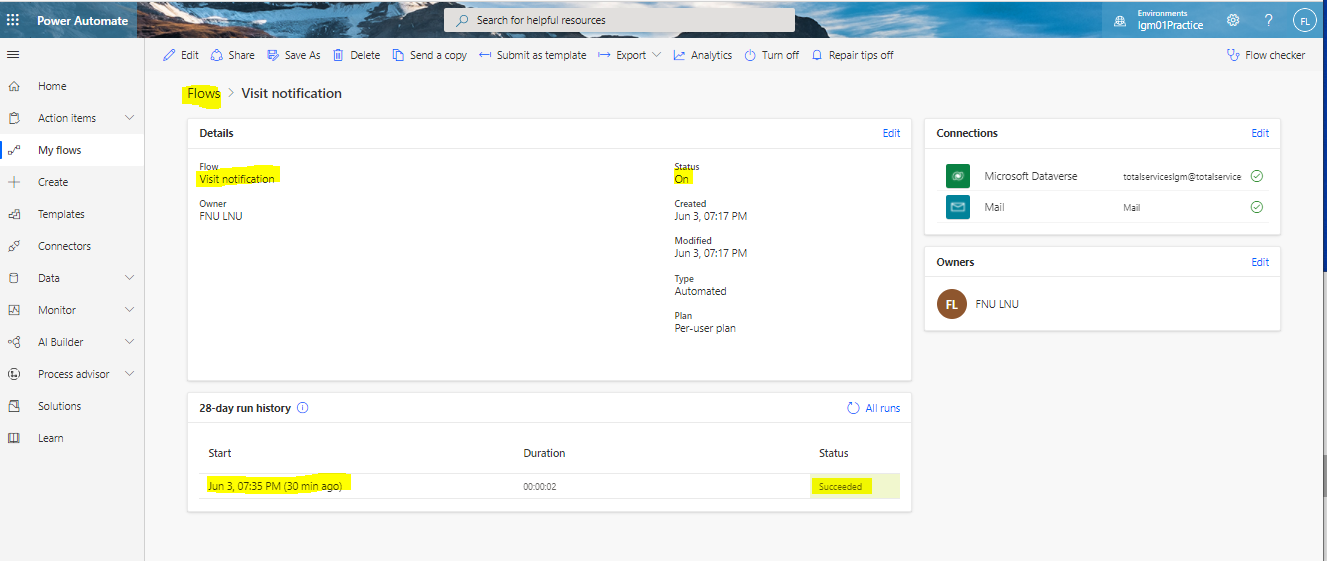 Power Automate
Search for helpful resources
Environments
lgm01Practice
?
FL
Edit
Share
Save As
Delete
Send a copy
Submit as template
Export
Analytics
Turn off
Repair tips off
Flow checker
Home
Action items
My flows
Create
Templates
Connectors
Data
Monitor
AI Builder
Process advisor
Solutions
Learn
Flows > Visit notification
Details
Edit
Flow
Visit notification
Owner
FNU LNU
Status
On
Created
Jun 3, 07:17 PM
Modified
Jun 3, 07:17 PM
Type
Automated
Plan
Per-user plan
Connections
Edit
Microsoft Dataverse
totalserviceslgm@totalservice
Mail
Mail
Owners
Edit
FL
FNU LNU
28-day run history
All runs
Start Duration Status
Jun 3, 07:35 PM (30 min ago) 00:00:02 Succeeded